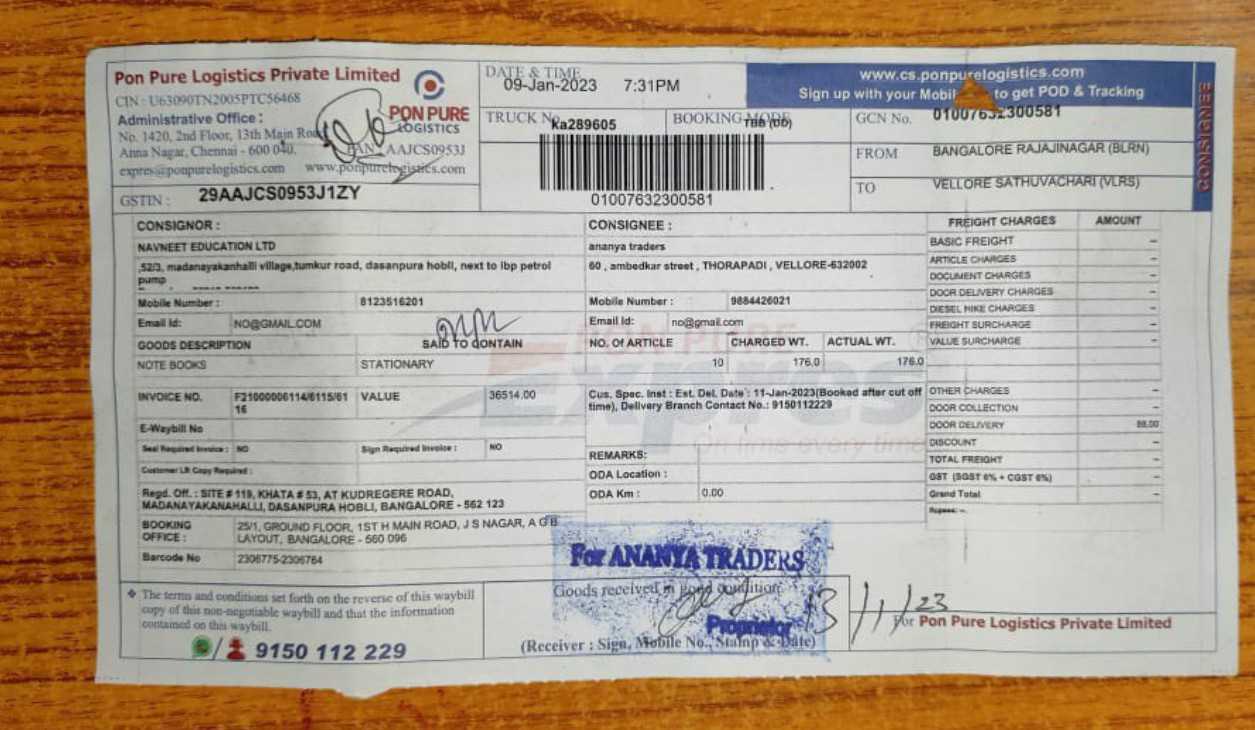 Pon Pure Logistics Private Limited
CIN : U63090TN2005PTC56468
Administrative Office :
No. 1420, 2nd Floor, 13th Main Road
Anna Nagar, Chennai - 600 040.
PAN AAJCS0953J
expres@ponpurelogistics.com www.ponpurelogistics.com
PON PURE
LOGISTICS
GSTIN : 29AAJCS0953J1ZY
DATE & TIME
09-Jan-2023 7:31PM
TRUCK No. ka289605
BOOKING MODE TBB (DD)
01007632300581
www.cs.ponpurelogistics.com
Sign up with your Mobil to get POD & Tracking
GCN No. 01007632300581
FROM BANGALORE RAJAJINAGAR (BLRN)
TO VELLORE SATHUVACHARI (VLRS)
CONSIGNEE
CONSIGNOR :
NAVNEET EDUCATION LTD
,52/3, madanayakanhalli village,tumkur road, dasanpura hobli, next to ibp petrol
pump
Mobile Number : 8123516201
Email Id: NO@GMAIL.COM
GOODS DESCRIPTION SAID TO CONTAIN
NOTE BOOKS STATIONARY
INVOICE NO. F21000006114/6115/61
16
VALUE 36514.00
E-Waybill No
Seal Required Invoice : NO Sign Required Invoice : NO
Customer LR Copy Required :
Regd. Off. : SITE # 119, KHATA # 53, AT KUDREGERE ROAD,
MADANAYAKANAHALLI, DASANPURA HOBLI, BANGALORE - 562 123
BOOKING
OFFICE :
25/1, GROUND FLOOR, 1ST H MAIN ROAD, J S NAGAR, A G B
LAYOUT, BANGALORE - 560 096
Barcode No 2306775-2306784
CONSIGNEE :
ananya traders
60 , ambedkar street , THORAPADI , VELLORE-632002
Mobile Number : 9884426021
Email Id: no@gmail.com
NO. Of ARTICLE CHARGED WT. ACTUAL WT.
10 176.0 176.0
PON PURE
Express
On time every time
Cus. Spec. Inst : Est. Del. Date : 11-Jan-2023(Booked after cut off
time), Delivery Branch Contact No.: 9150112229
REMARKS:
ODA Location :
ODA Km : 0.00
FREIGHT CHARGES AMOUNT
BASIC FREIGHT –
ARTICLE CHARGES –
DOCUMENT CHARGES –
DOOR DELIVERY CHARGES –
DIESEL HIKE CHARGES –
FREIGHT SURCHARGE –
VALUE SURCHARGE –
OTHER CHARGES –
DOOR COLLECTION –
DOOR DELIVERY 88.00
DISCOUNT –
TOTAL FREIGHT –
GST (SGST 6% + CGST 6%) –
Grand Total –
Rupees: –.
❖ The terms and conditions set forth on the reverse of this waybill
copy of this non-negotiable waybill and that the information
contained on this waybill.
9150 112 229
For ANANYA TRADERS
Goods received in good condition
Proprietor
(Receiver : Sign, Mobile No., Stamp & Date)
13/1/23
For Pon Pure Logistics Private Limited